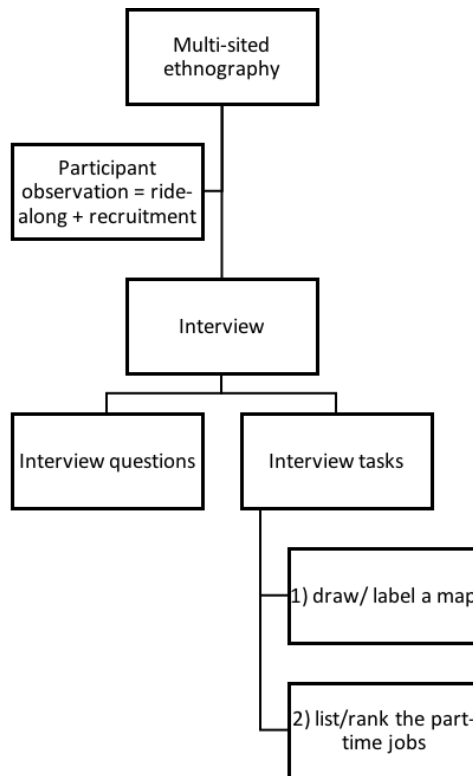 Multi-sited
ethnography
Participant
observation = ride-
along + recruitment
Interview
Interview questions
Interview tasks
1) draw/ label a map
2) list/rank the part-
time jobs